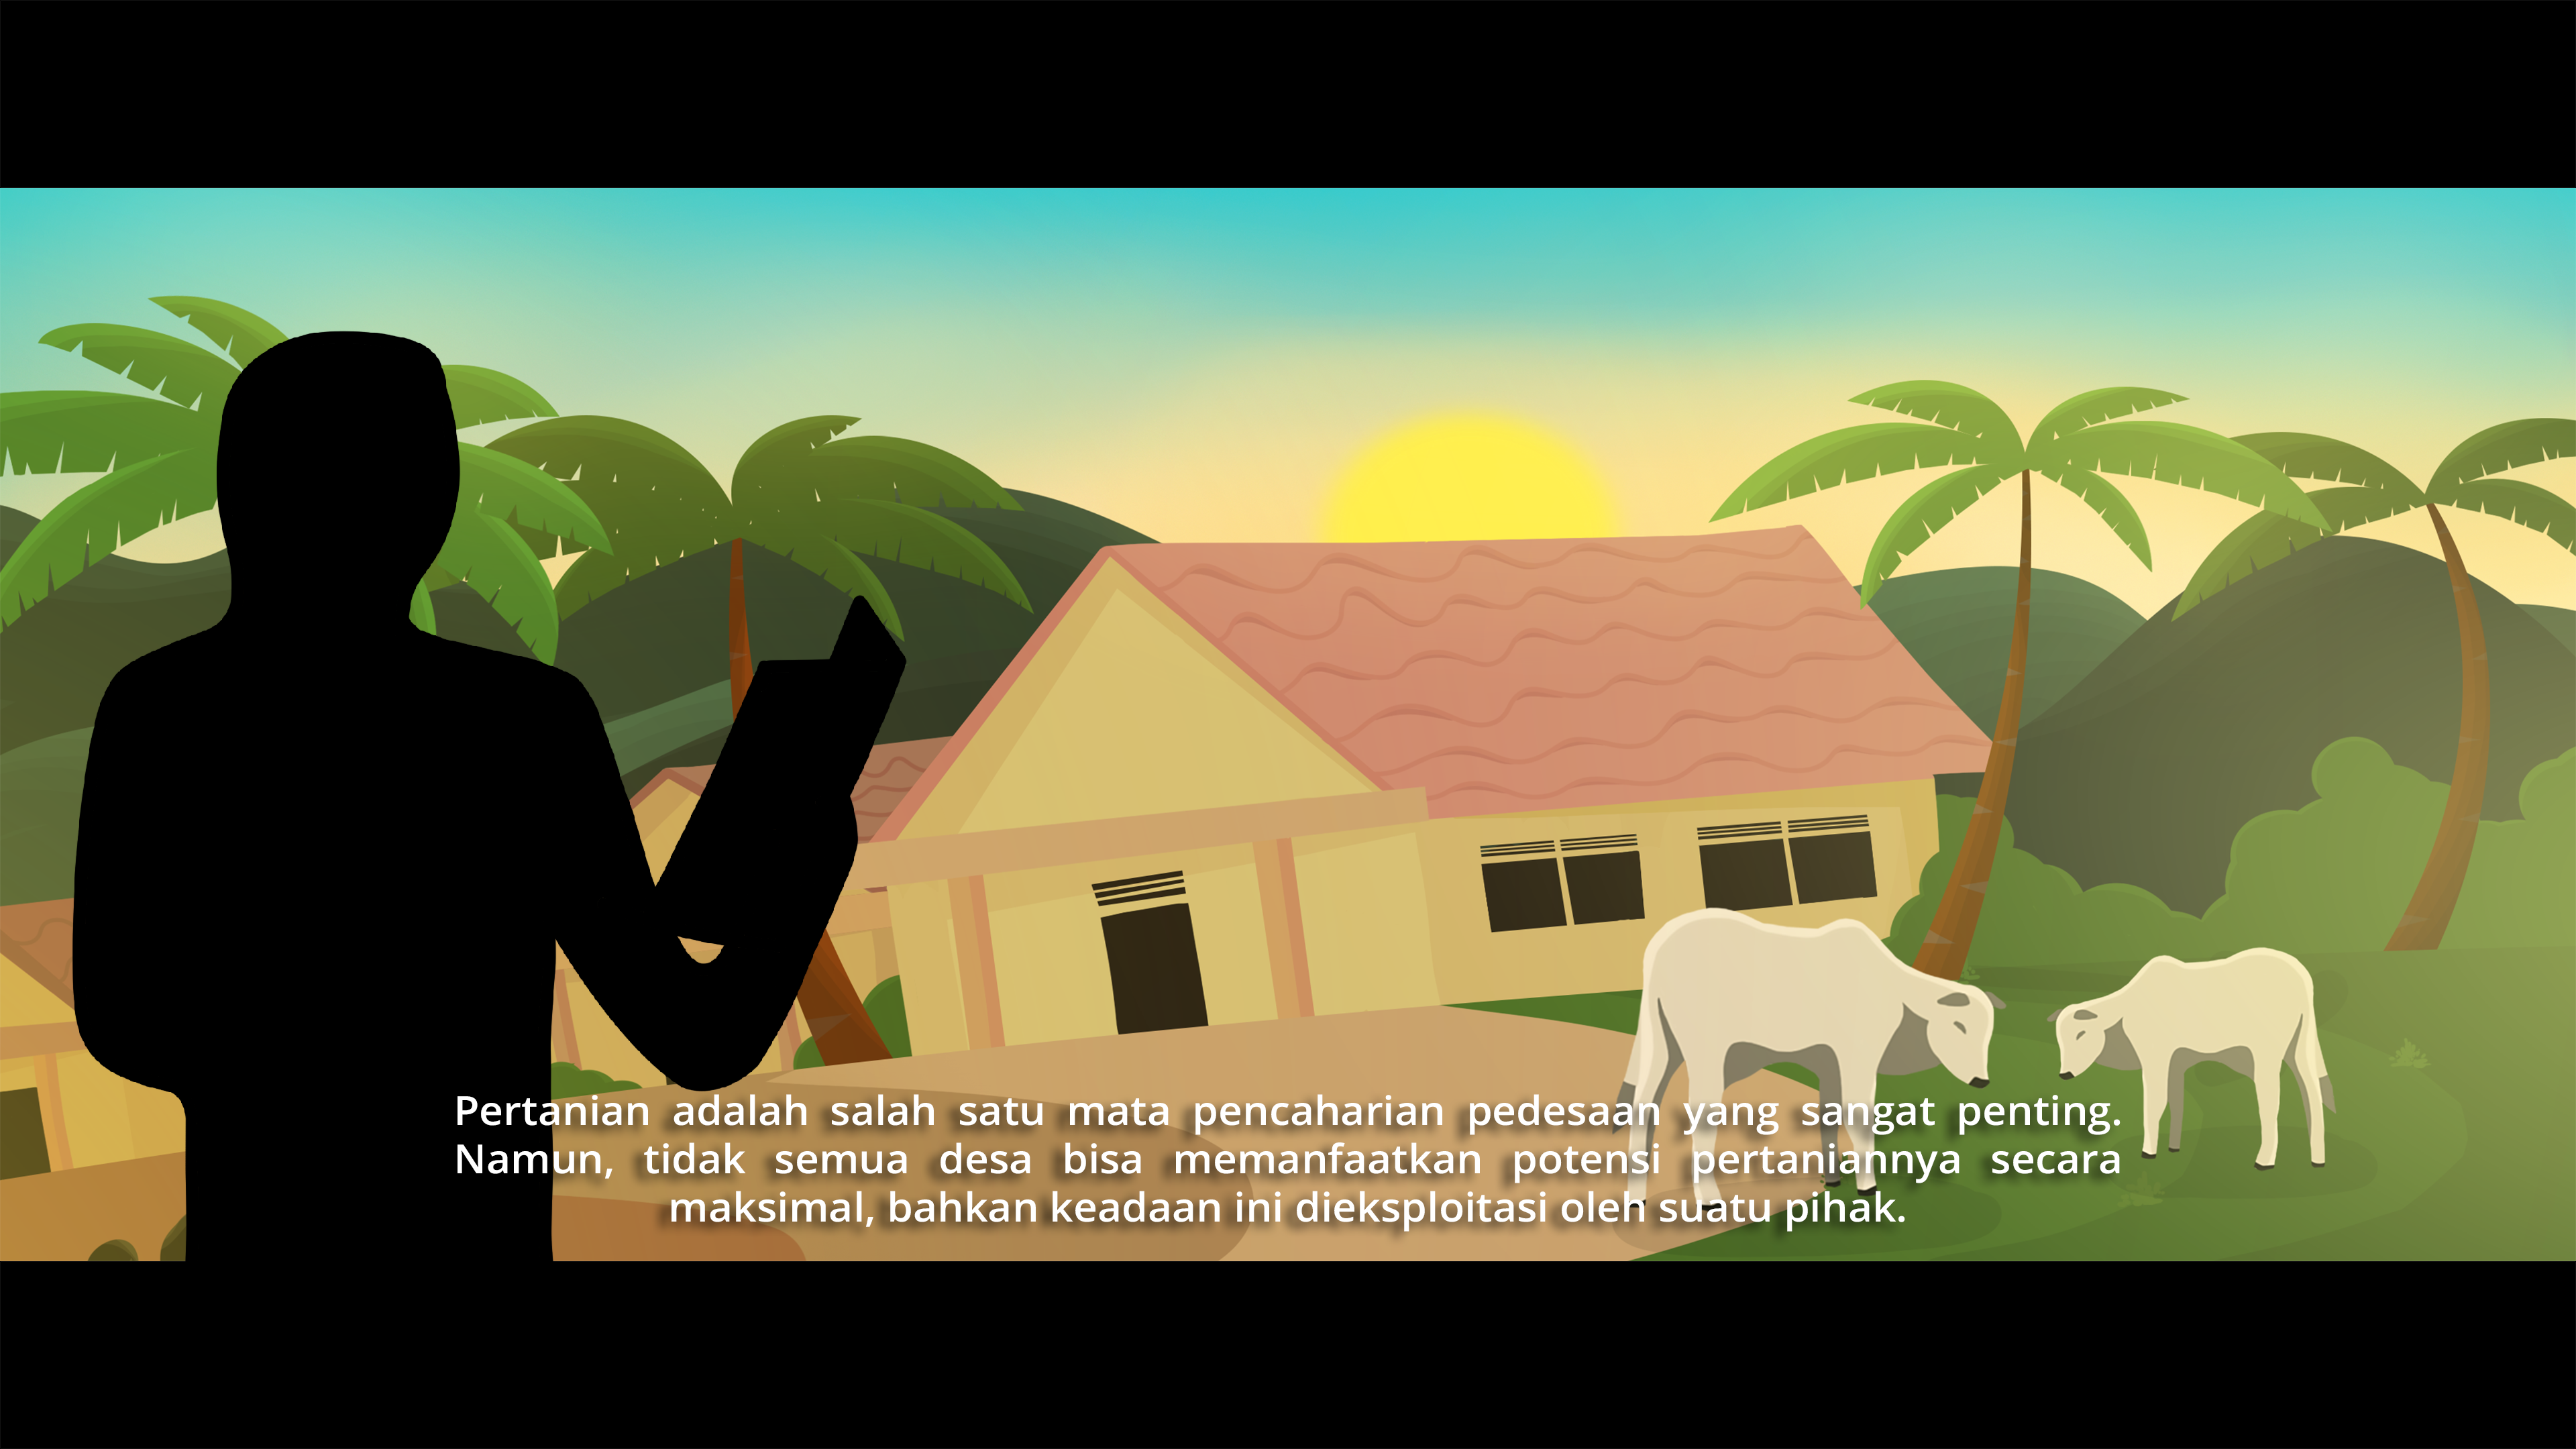 Pertanian adalah salah satu mata pencaharian pedesaan yang sangat penting.
Namun, tidak semua desa bisa memanfaatkan potensi pertaniannya secara
maksimal, bahkan keadaan ini dieksploitasi oleh suatu pihak.